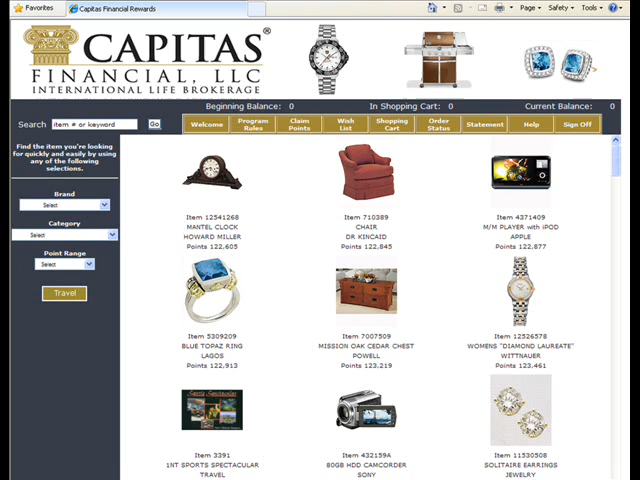 Favorites
Capitas Financial Rewards
Page
Safety
Tools
CAPITAS®
FINANCIAL, LLC
INTERNATIONAL LIFE BROKERAGE
Beginning Balance: 0
In Shopping Cart: 0
Current Balance: 0
Search
item # or keyword
Go
Welcome
Program Rules
Claim Points
Wish List
Shopping Cart
Order Status
Statement
Help
Sign Off
Find the item you're looking
for quickly and easily by using
any of the following
selections.
Brand
Select
Category
Select
Point Range
Select
Travel
Item 12541268
MANTEL CLOCK
HOWARD MILLER
Points 122,605
Item 710389
CHAIR
DR KINCAID
Points 122,845
Item 4371409
M/M PLAYER with iPOD
APPLE
Points 122,877
Item 5309209
BLUE TOPAZ RING
LAGOS
Points 122,913
Item 7007509
MISSION OAK CEDAR CHEST
POWELL
Points 123,219
Item 12526578
WOMENS "DIAMOND LAUREATE"
WITTNAUER
Points 123,461
Item 3391
1NT SPORTS SPECTACULAR
TRAVEL
Item 432159A
80GB HDD CAMCORDER
SONY
Item 11530508
SOLITAIRE EARRINGS
JEWELRY